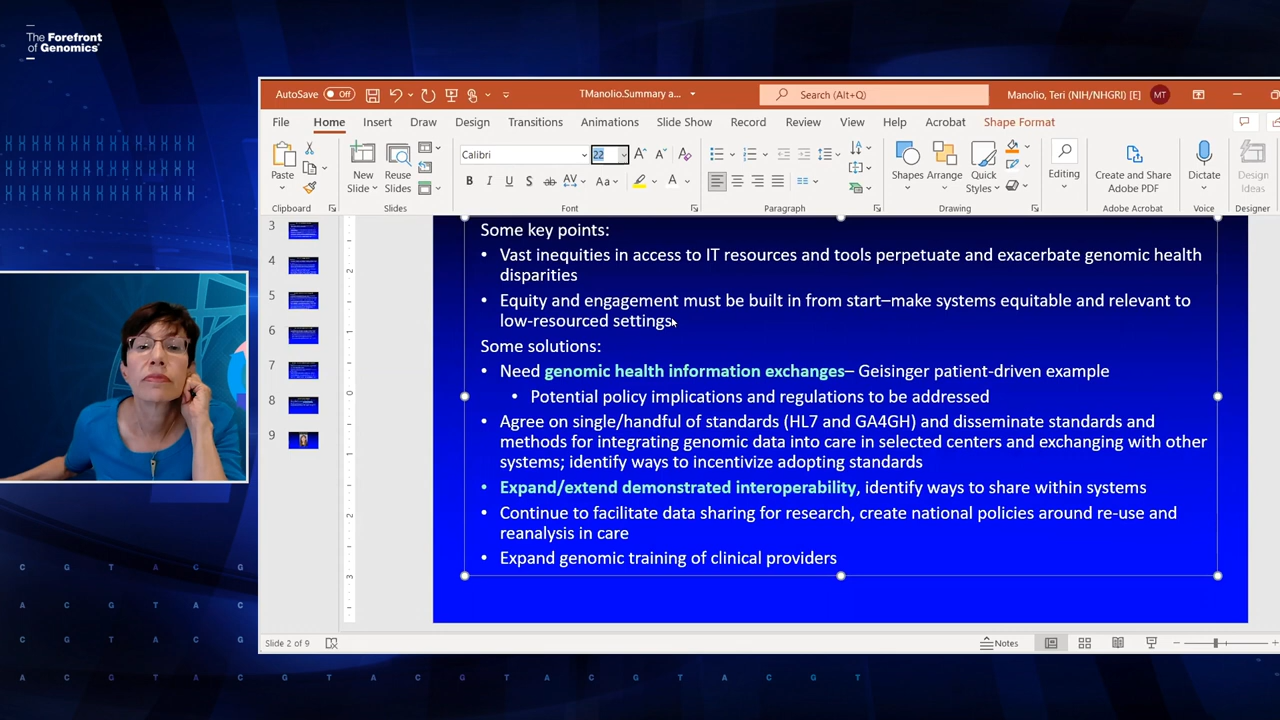 The Forefront
of Genomics®
AutoSave Off TManolio.Summary a... Search (Alt+Q) Manolio, Teri (NIH/NHGRI) [E] MT
File Home Insert Draw Design Transitions Animations Slide Show Record Review View Help Acrobat Shape Format
Calibri 22
Paste New Slide Reuse Slides Shapes Arrange Quick Styles Editing Create and Share Adobe PDF Dictate Design Ideas
Clipboard Slides Font Paragraph Drawing Adobe Acrobat Voice Designer
3
4
5
6
7
8
9
Some key points:
• Vast inequities in access to IT resources and tools perpetuate and exacerbate genomic health
disparities
• Equity and engagement must be built in from start–make systems equitable and relevant to
low-resourced settings
Some solutions:
• Need genomic health information exchanges– Geisinger patient-driven example
• Potential policy implications and regulations to be addressed
• Agree on single/handful of standards (HL7 and GA4GH) and disseminate standards and
methods for integrating genomic data into care in selected centers and exchanging with other
systems; identify ways to incentivize adopting standards
• Expand/extend demonstrated interoperability, identify ways to share within systems
• Continue to facilitate data sharing for research, create national policies around re-use and
reanalysis in care
• Expand genomic training of clinical providers
Slide 2 of 9 Notes
C G T A C G
A C G T A C
A C G T A C
A C G T A C G T A C G T A C G T A C G T